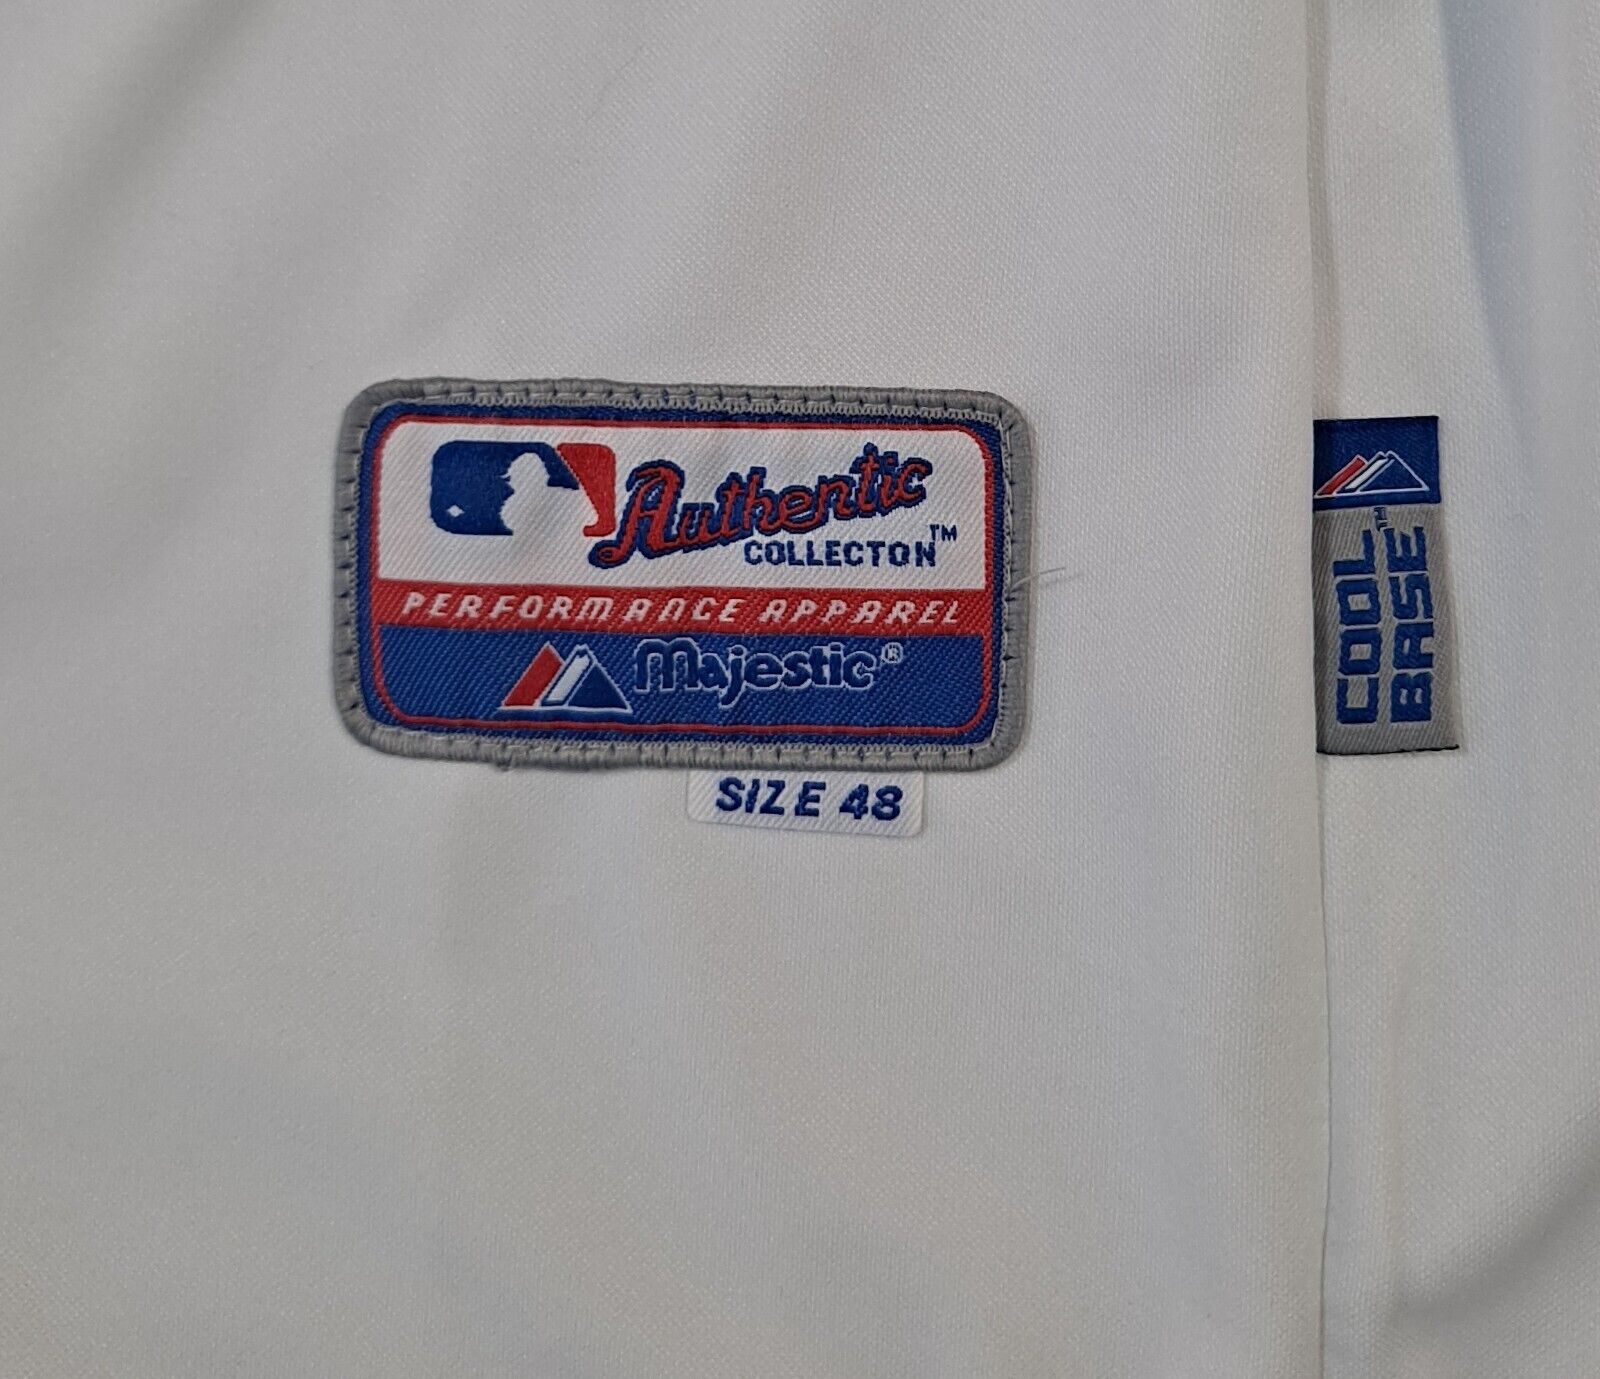 Authentic
COLLECTON™
PERFORMANCE APPAREL
Majestic®
SIZE 48
COOL
BASE™